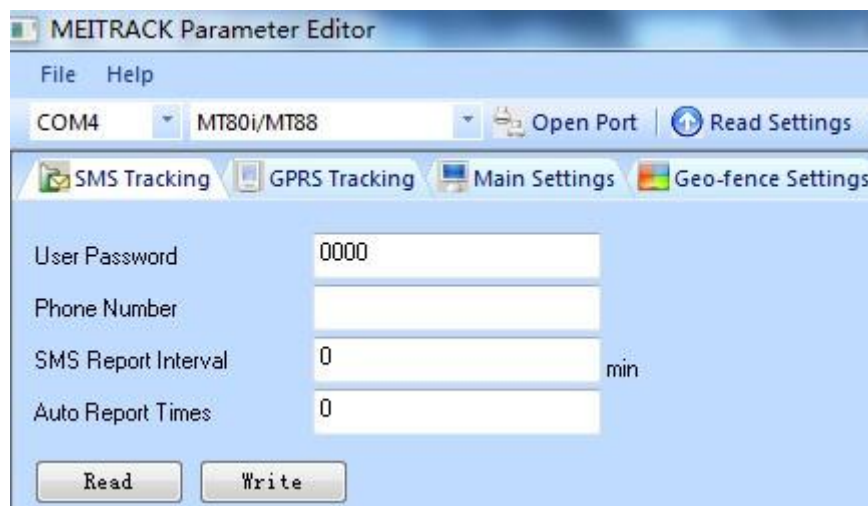 MEITRACK Parameter Editor
File Help
COM4 MT80i/MT88 Open Port Read Settings
SMS Tracking GPRS Tracking Main Settings Geo-fence Settings
User Password 0000
Phone Number
SMS Report Interval 0 min
Auto Report Times 0
Read Write